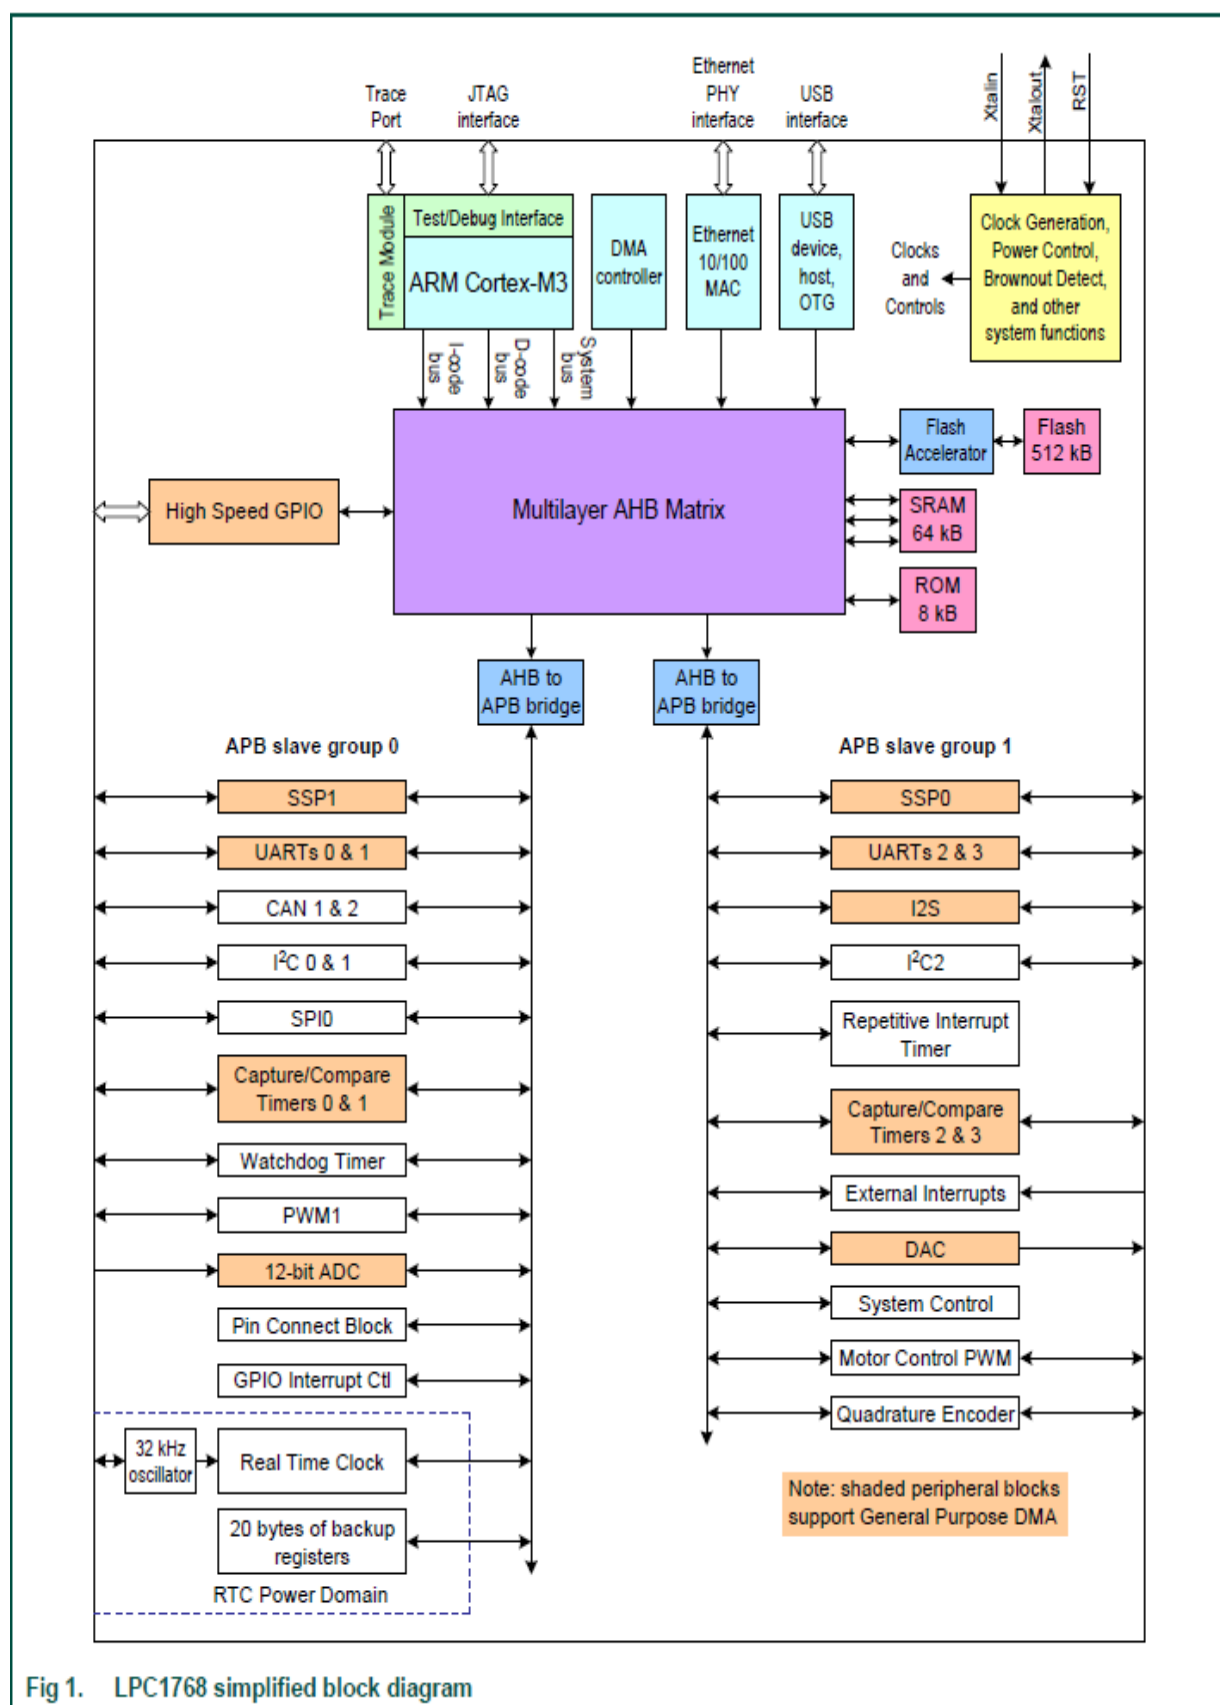 Trace
Port
JTAG
interface
Ethernet
PHY
interface
USB
interface
Xtalin
Xtalout
RST
Trace Module
Test/Debug Interface
ARM Cortex-M3
DMA
controller
Ethernet
10/100
MAC
USB
device,
host,
OTG
Clocks
and
Controls
Clock Generation,
Power Control,
Brownout Detect,
and other
system functions
I-code
bus
D-code
bus
System
bus
Multilayer AHB Matrix
High Speed GPIO
Flash
Accelerator
Flash
512 kB
SRAM
64 kB
ROM
8 kB
AHB to
APB bridge
AHB to
APB bridge
APB slave group 0
SSP1
UARTs 0 & 1
CAN 1 & 2
I²C 0 & 1
SPI0
Capture/Compare
Timers 0 & 1
Watchdog Timer
PWM1
12-bit ADC
Pin Connect Block
GPIO Interrupt Ctl
32 kHz
oscillator
Real Time Clock
20 bytes of backup
registers
RTC Power Domain
APB slave group 1
SSP0
UARTs 2 & 3
I2S
I²C2
Repetitive Interrupt
Timer
Capture/Compare
Timers 2 & 3
External Interrupts
DAC
System Control
Motor Control PWM
Quadrature Encoder
Note: shaded peripheral blocks
support General Purpose DMA
Fig 1. LPC1768 simplified block diagram